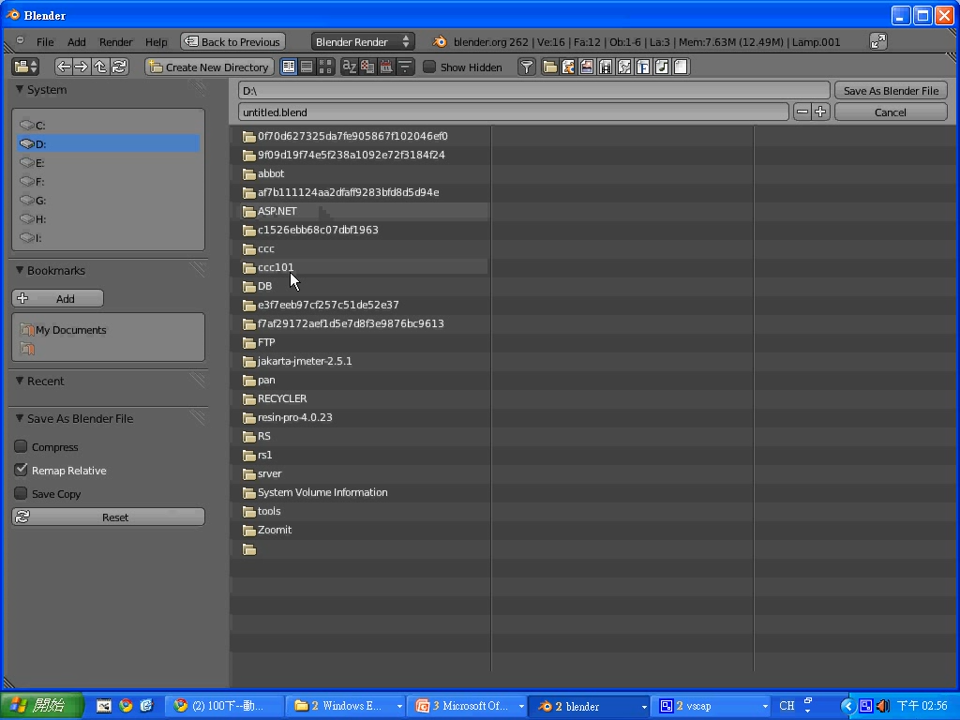 Blender
File Add Render Help Back to Previous Blender Render blender.org 262 | Ve:16 | Fa:12 | Ob:1-6 | La:3 | Mem:7.63M (12.49M) | Lamp.001
Create New Directory Show Hidden
System
C:
D:
E:
F:
G:
H:
I:
Bookmarks
Add
My Documents
Recent
Save As Blender File
Compress
Remap Relative
Save Copy
Reset
D:\ Save As Blender File
untitled.blend Cancel
0f70d627325da7fe905867f102046ef0
9f09d19f74e5f238a1092e72f3184f24
abbot
af7b111124aa2dfaff9283bfd8d5d94e
ASP.NET
c1526ebb68c07dbf1963
ccc
ccc101
DB
e3f7eeb97cf257c51de52e37
f7af29172aef1d5e7d8f3e9876bc9613
FTP
jakarta-jmeter-2.5.1
pan
RECYCLER
resin-pro-4.0.23
RS
rs1
srver
System Volume Information
tools
Zoomit
開始 (2) 100下--動... 2 Windows E... 3 Microsoft Of... 2 blender 2 vscap CH 下午 02:56